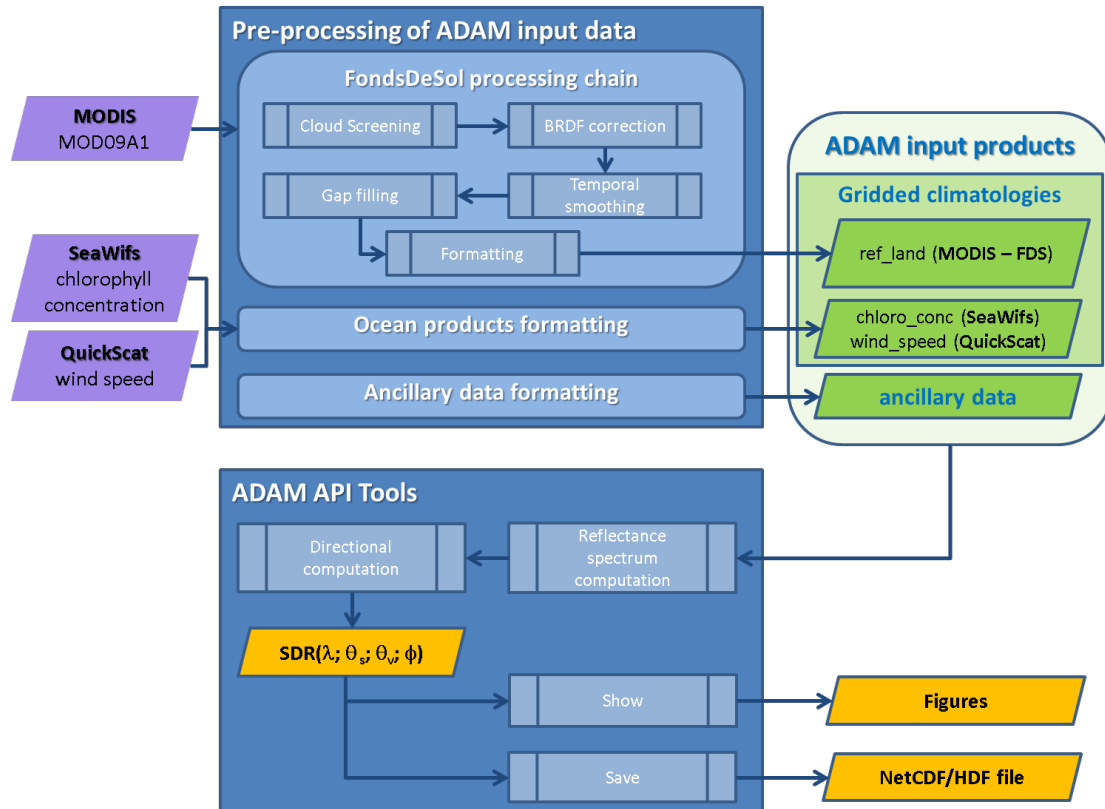 Pre-processing of ADAM input data
FondsDeSol processing chain
MODIS
MOD09A1
Cloud Screening
BRDF correction
Gap filling
Temporal
smoothing
Formatting
SeaWifs
chlorophyll
concentration
QuickScat
wind speed
Ocean products formatting
Ancillary data formatting
ADAM input products
Gridded climatologies
ref_land (MODIS – FDS)
chloro_conc (SeaWifs)
wind_speed (QuickScat)
ancillary data
ADAM API Tools
Directional
computation
Reflectance
spectrum
computation
SDR(λ; θs; θv; ϕ)
Show
Figures
Save
NetCDF/HDF file